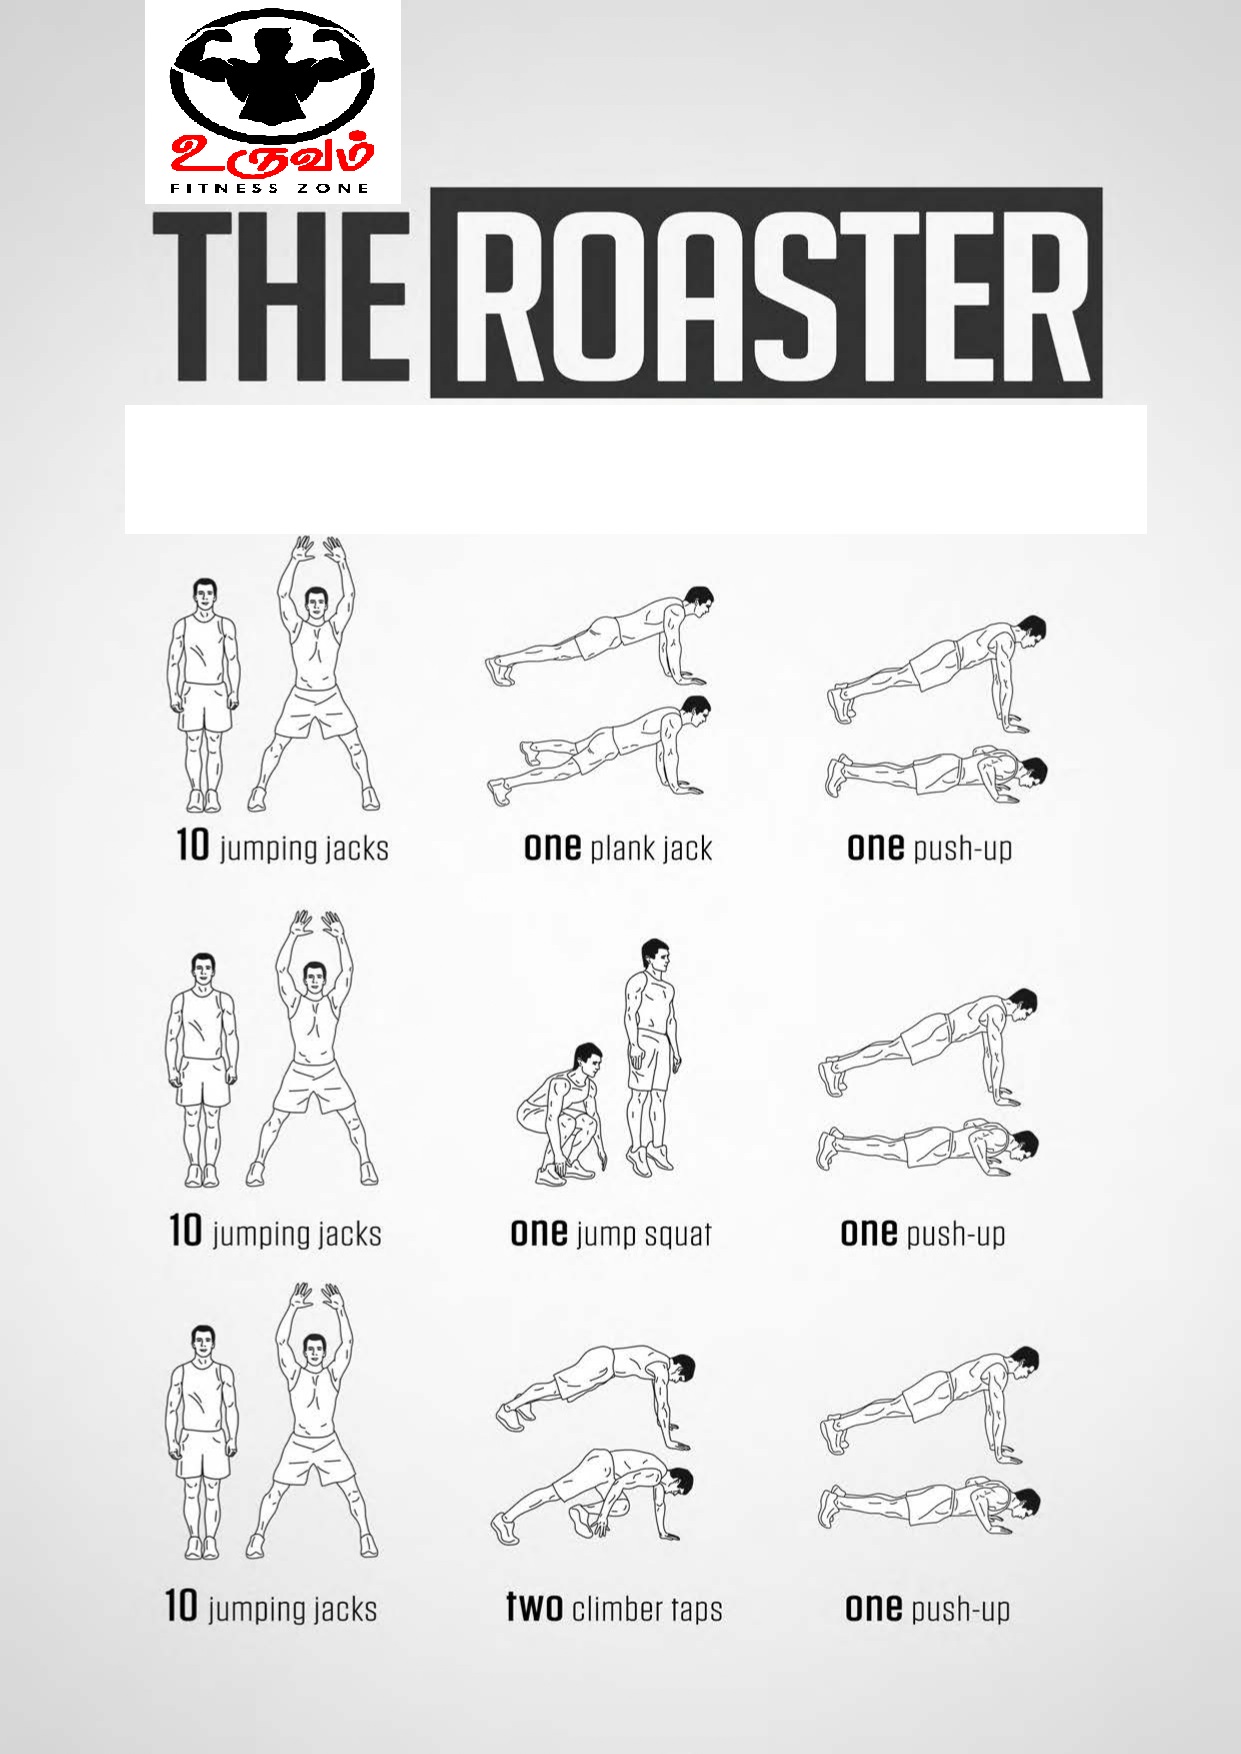 உருவம்
FITNESS ZONE
THE ROASTER
10 jumping jacks
one plank jack
one push-up
10 jumping jacks
one jump squat
one push-up
10 jumping jacks
two climber taps
one push-up